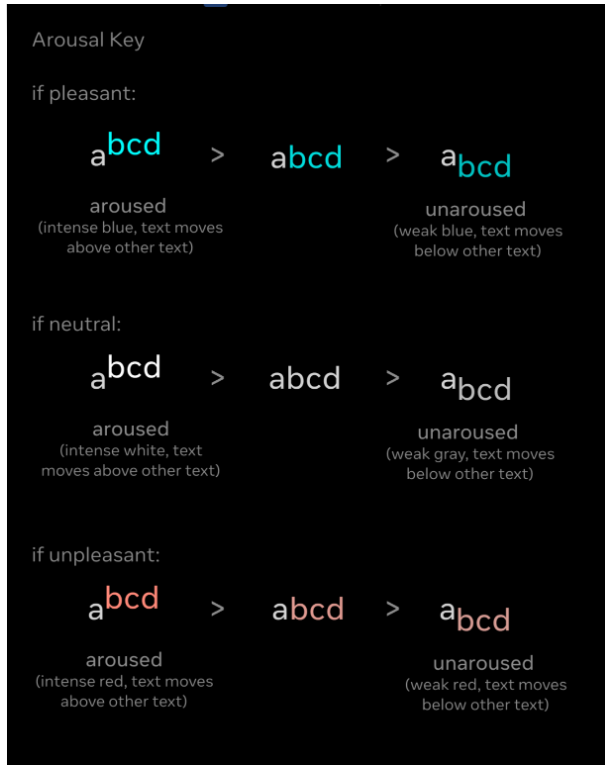 Arousal Key
if pleasant:
abcd > abcd > abcd
aroused
(intense blue, text moves
above other text)
unaroused
(weak blue, text moves
below other text)
if neutral:
abcd > abcd > abcd
aroused
(intense white, text
moves above other text)
unaroused
(weak gray, text moves
below other text)
if unpleasant:
abcd > abcd > abcd
aroused
(intense red, text moves
above other text)
unaroused
(weak red, text moves
below other text)